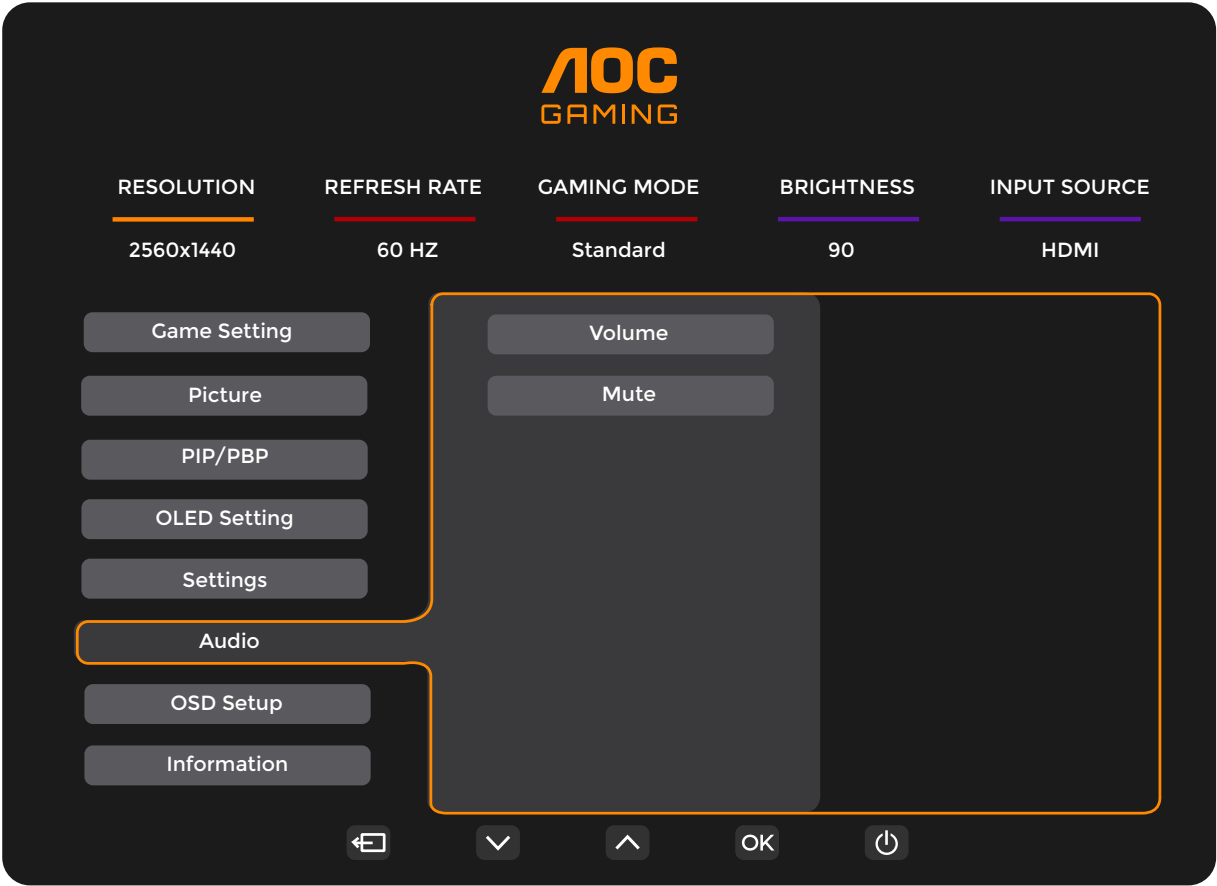 AOC
GAMING
RESOLUTION REFRESH RATE GAMING MODE BRIGHTNESS INPUT SOURCE
2560x1440 60 HZ Standard 90 HDMI
Game Setting
Picture
PIP/PBP
OLED Setting
Settings
Audio
OSD Setup
Information
Volume
Mute
OK